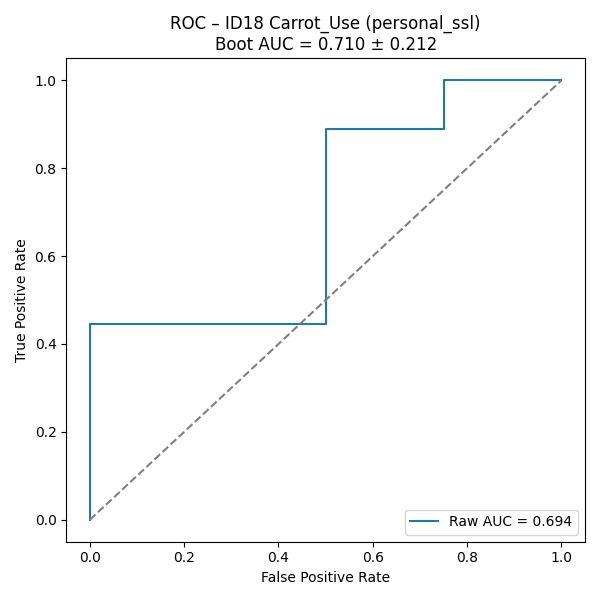 ROC – ID18 Carrot_Use (personal_ssl)
Boot AUC = 0.710 ± 0.212
True Positive Rate
1.0
0.8
0.6
0.4
0.2
0.0
Raw AUC = 0.694
0.0 0.2 0.4 0.6 0.8 1.0
False Positive Rate